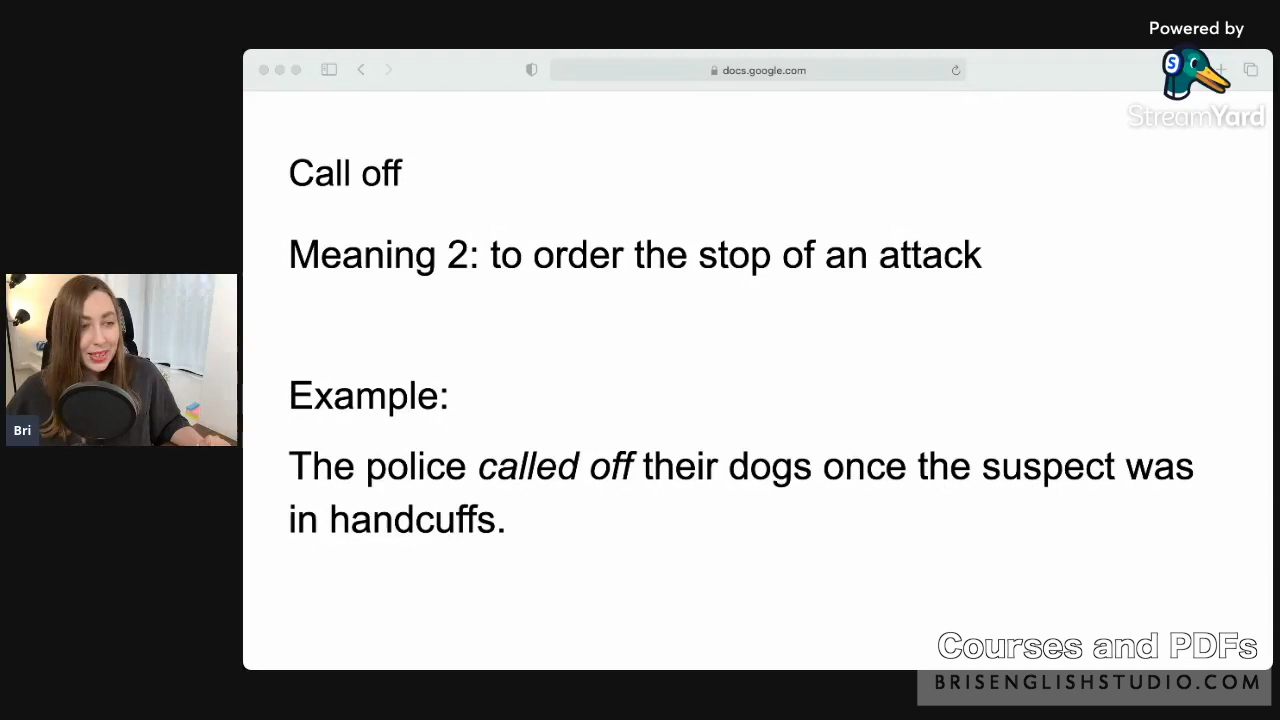 Powered by
docs.google.com
S
StreamYard
Call off
Meaning 2: to order the stop of an attack
Example:
The police called off their dogs once the suspect was
in handcuffs.
Bri
Courses and PDFs
BRISENGLISHSTUDIO.COM